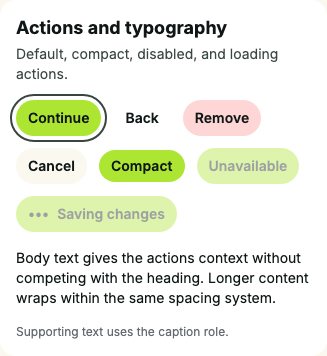 Actions and typography
Default, compact, disabled, and loading
actions.
Continue Back Remove
Cancel Compact Unavailable
••• Saving changes
Body text gives the actions context without
competing with the heading. Longer content
wraps within the same spacing system.
Supporting text uses the caption role.